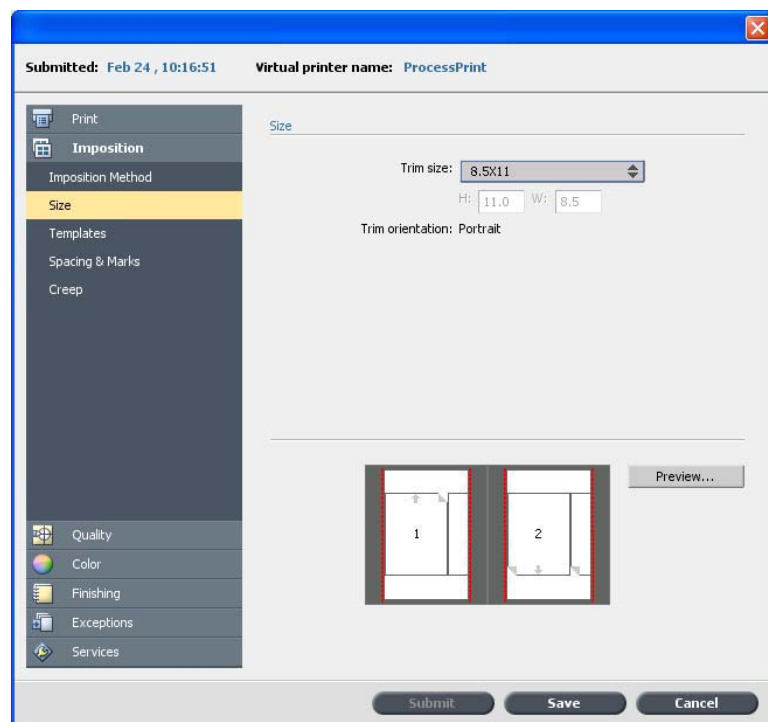 Submitted: Feb 24 , 10:16:51 Virtual printer name: ProcessPrint
Print
Imposition
Imposition Method
Size
Templates
Spacing & Marks
Creep
Quality
Color
Finishing
Exceptions
Services
Size
Trim size: 8.5X11
H: 11.0 W: 8.5
Trim orientation: Portrait
1 2
Preview...
Submit Save Cancel